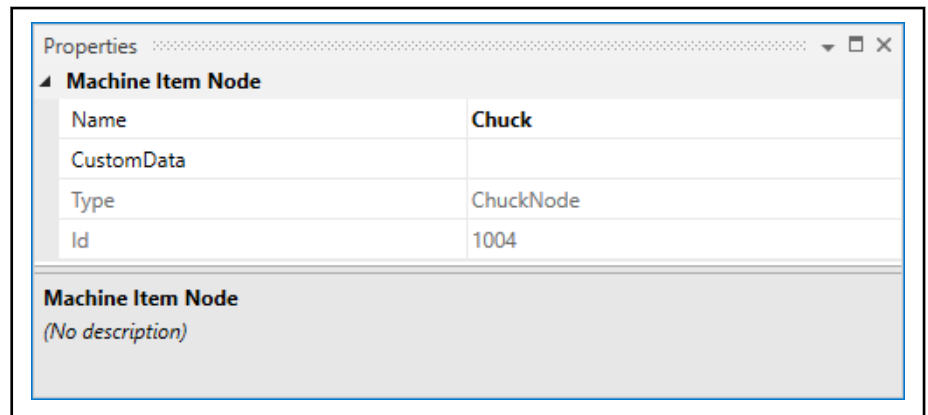 Properties
Machine Item Node
Name Chuck
CustomData
Type ChuckNode
Id 1004
Machine Item Node
(No description)